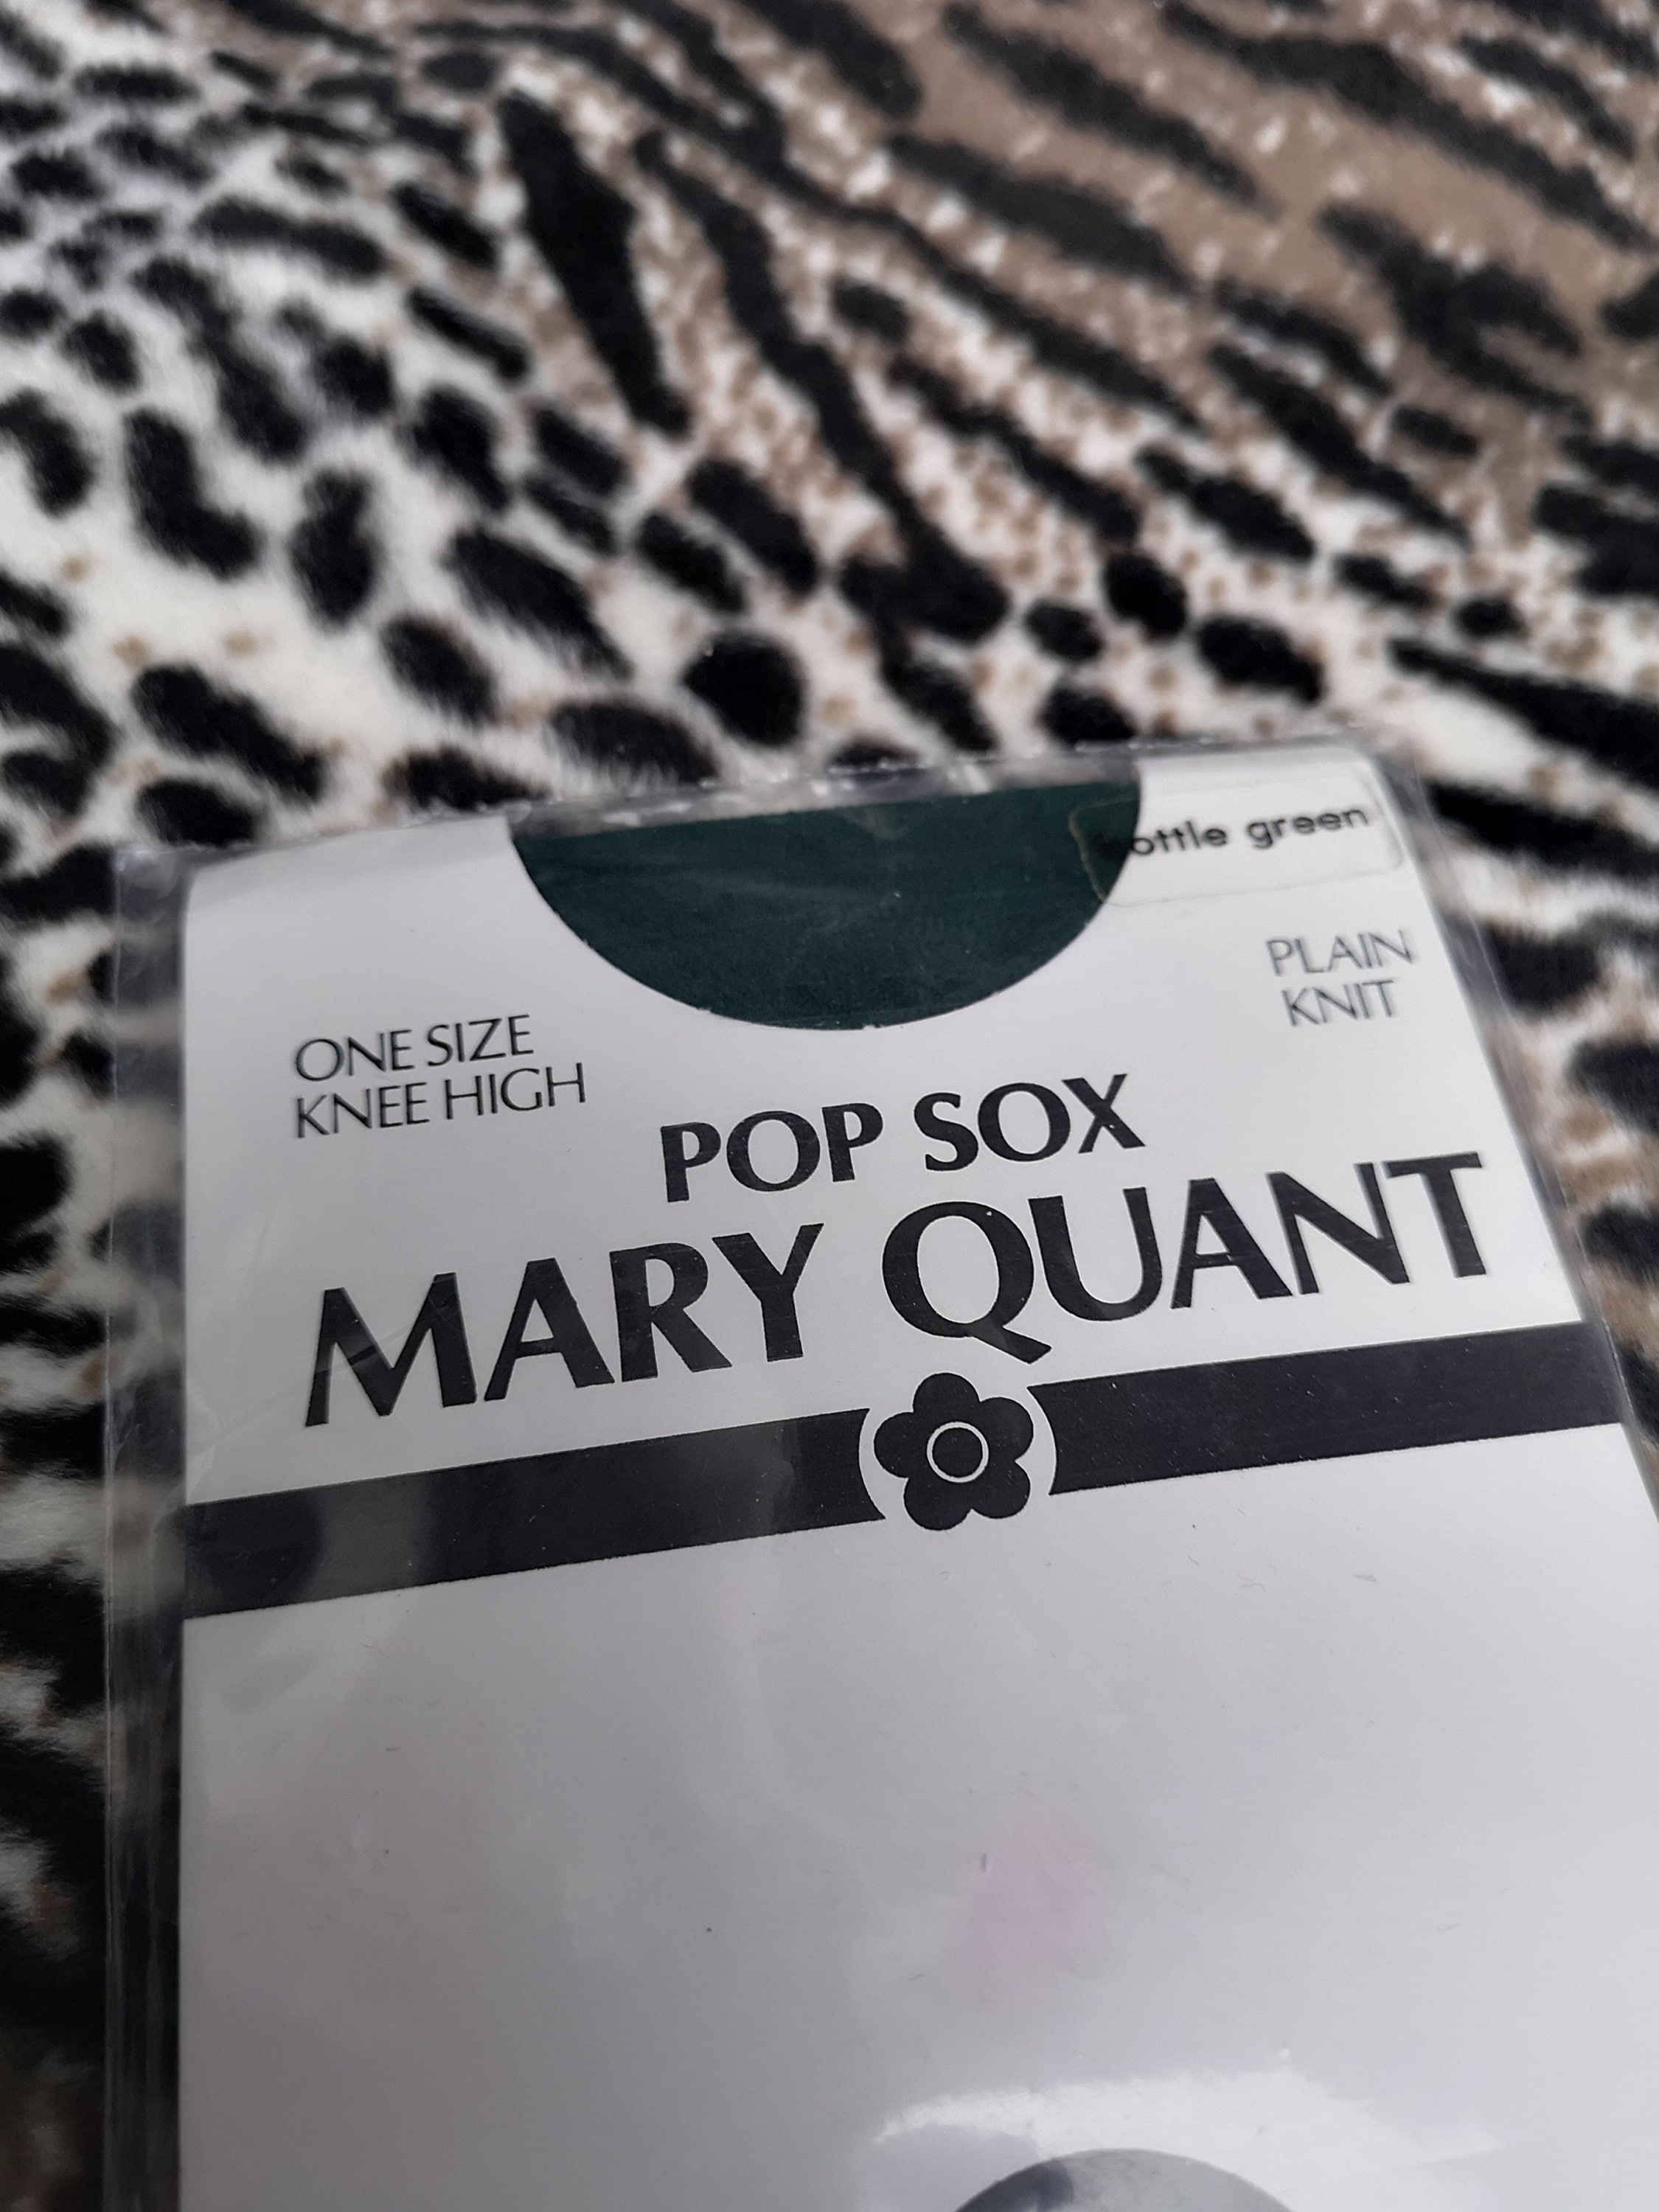 bottle green
PLAIN
KNIT
ONE SIZE
KNEE HIGH
POP SOX
MARY QUANT